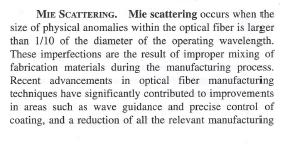 MIE SCATTERING. Mie scattering occurs when the
size of physical anomalies within the optical fiber is larger
than 1/10 of the diameter of the operating wavelength.
These imperfections are the result of improper mixing of
fabrication materials during the manufacturing process.
Recent advancements in optical fiber manufacturing
techniques have significantly contributed to improvements
in areas such as wave guidance and precise control of
coating, and a reduction of all the relevant manufacturing